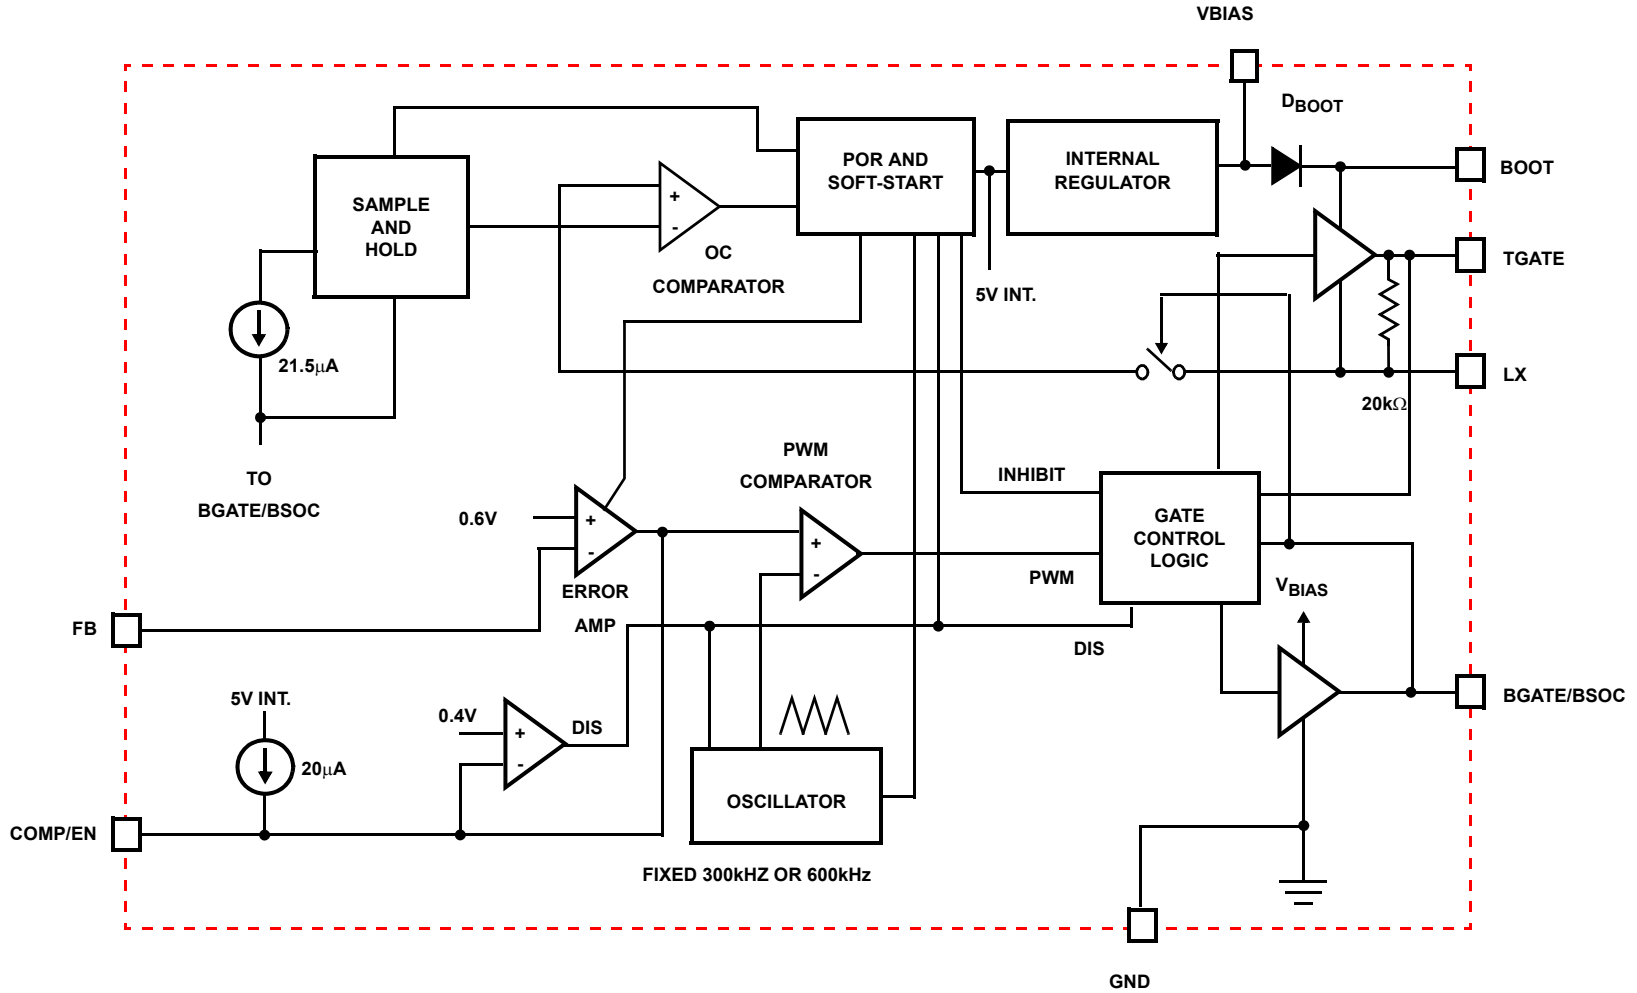 VBIAS
D_BOOT
BOOT
POR AND
SOFT-START
INTERNAL
REGULATOR
SAMPLE
AND
HOLD
+
-
OC
COMPARATOR
5V INT.
TGATE
21.5μA
LX
20kΩ
TO
BGATE/BSOC
PWM
COMPARATOR
INHIBIT
0.6V
+
-
ERROR
AMP
+
-
PWM
GATE
CONTROL
LOGIC
V_BIAS
FB
DIS
5V INT.
0.4V
+
-
DIS
BGATE/BSOC
20μA
OSCILLATOR
COMP/EN
FIXED 300kHZ OR 600kHz
GND